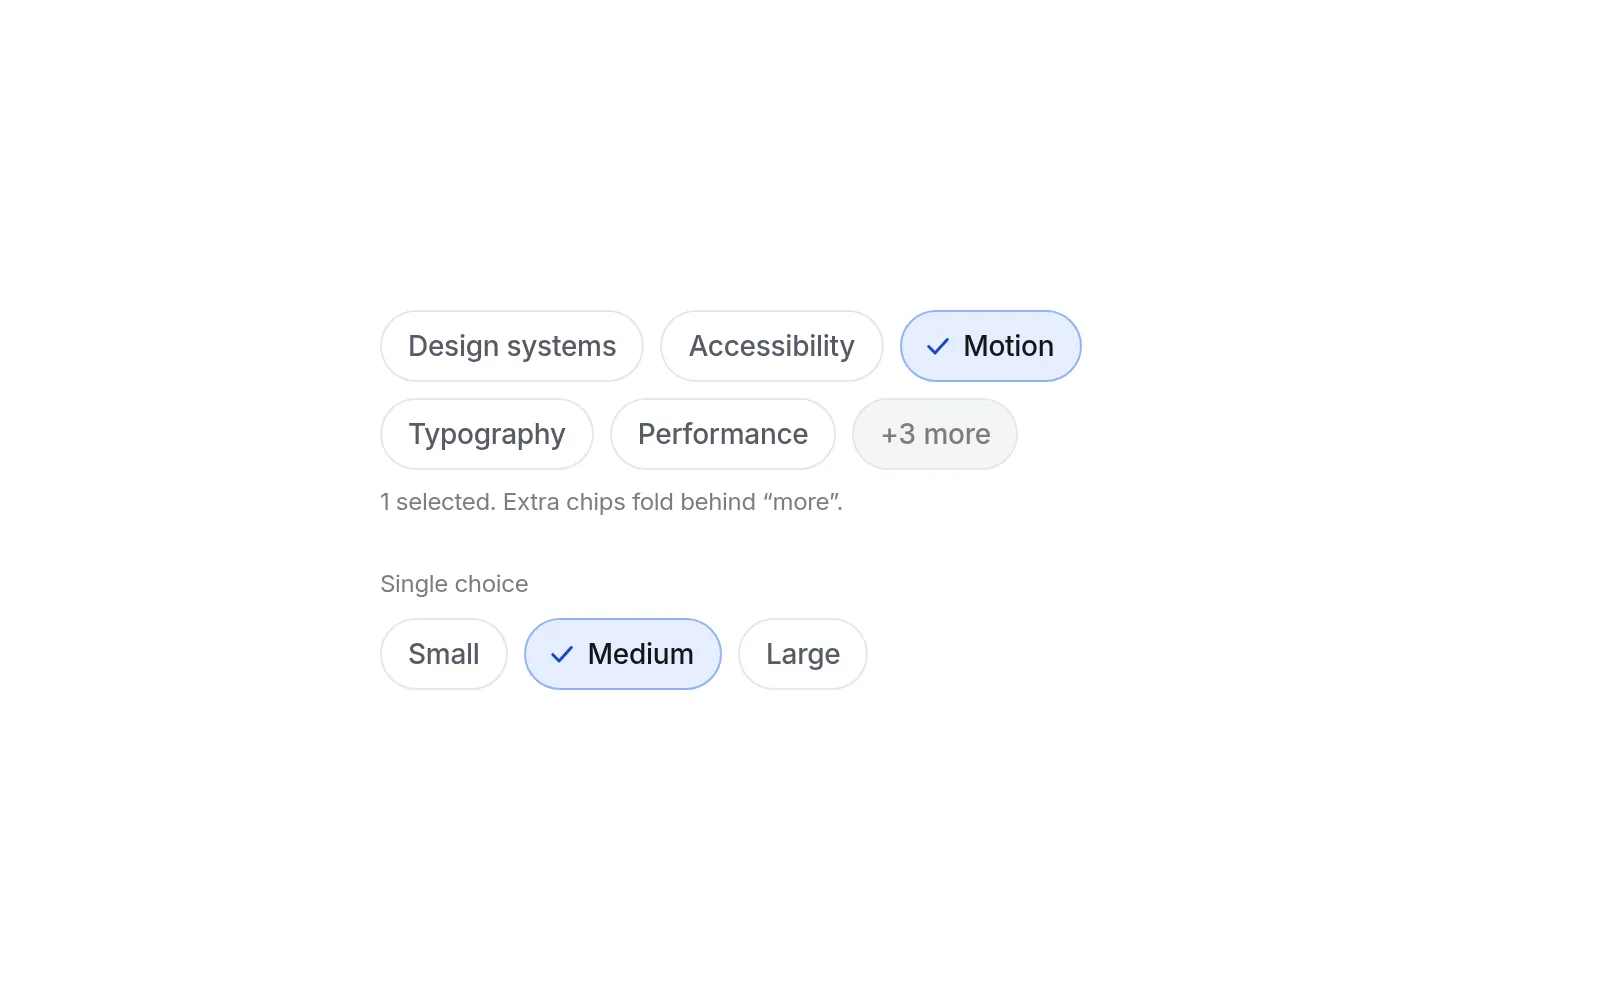 Design systems Accessibility Motion
Typography Performance +3 more
1 selected. Extra chips fold behind “more”.
Single choice
Small Medium Large